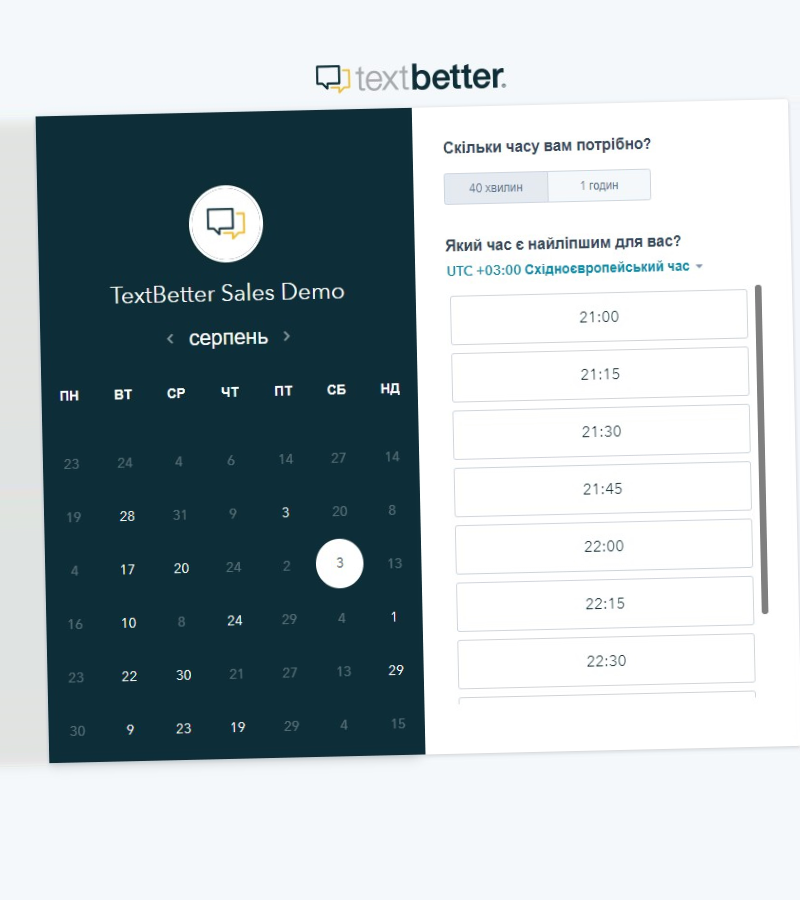 textbetter.
TextBetter Sales Demo
серпень
ПН ВТ СР ЧТ ПТ СБ НД
23 24 4 6 14 27 14
19 28 31 9 3 20 8
4 17 20 24 2 3 13
16 10 8 24 29 4 1
23 22 30 21 27 13 29
30 9 23 19 29 4 15
Скільки часу вам потрібно?
40 хвилин 1 годин
Який час є найліпшим для вас?
UTC +03:00 Східноєвропейський час
21:00
21:15
21:30
21:45
22:00
22:15
22:30